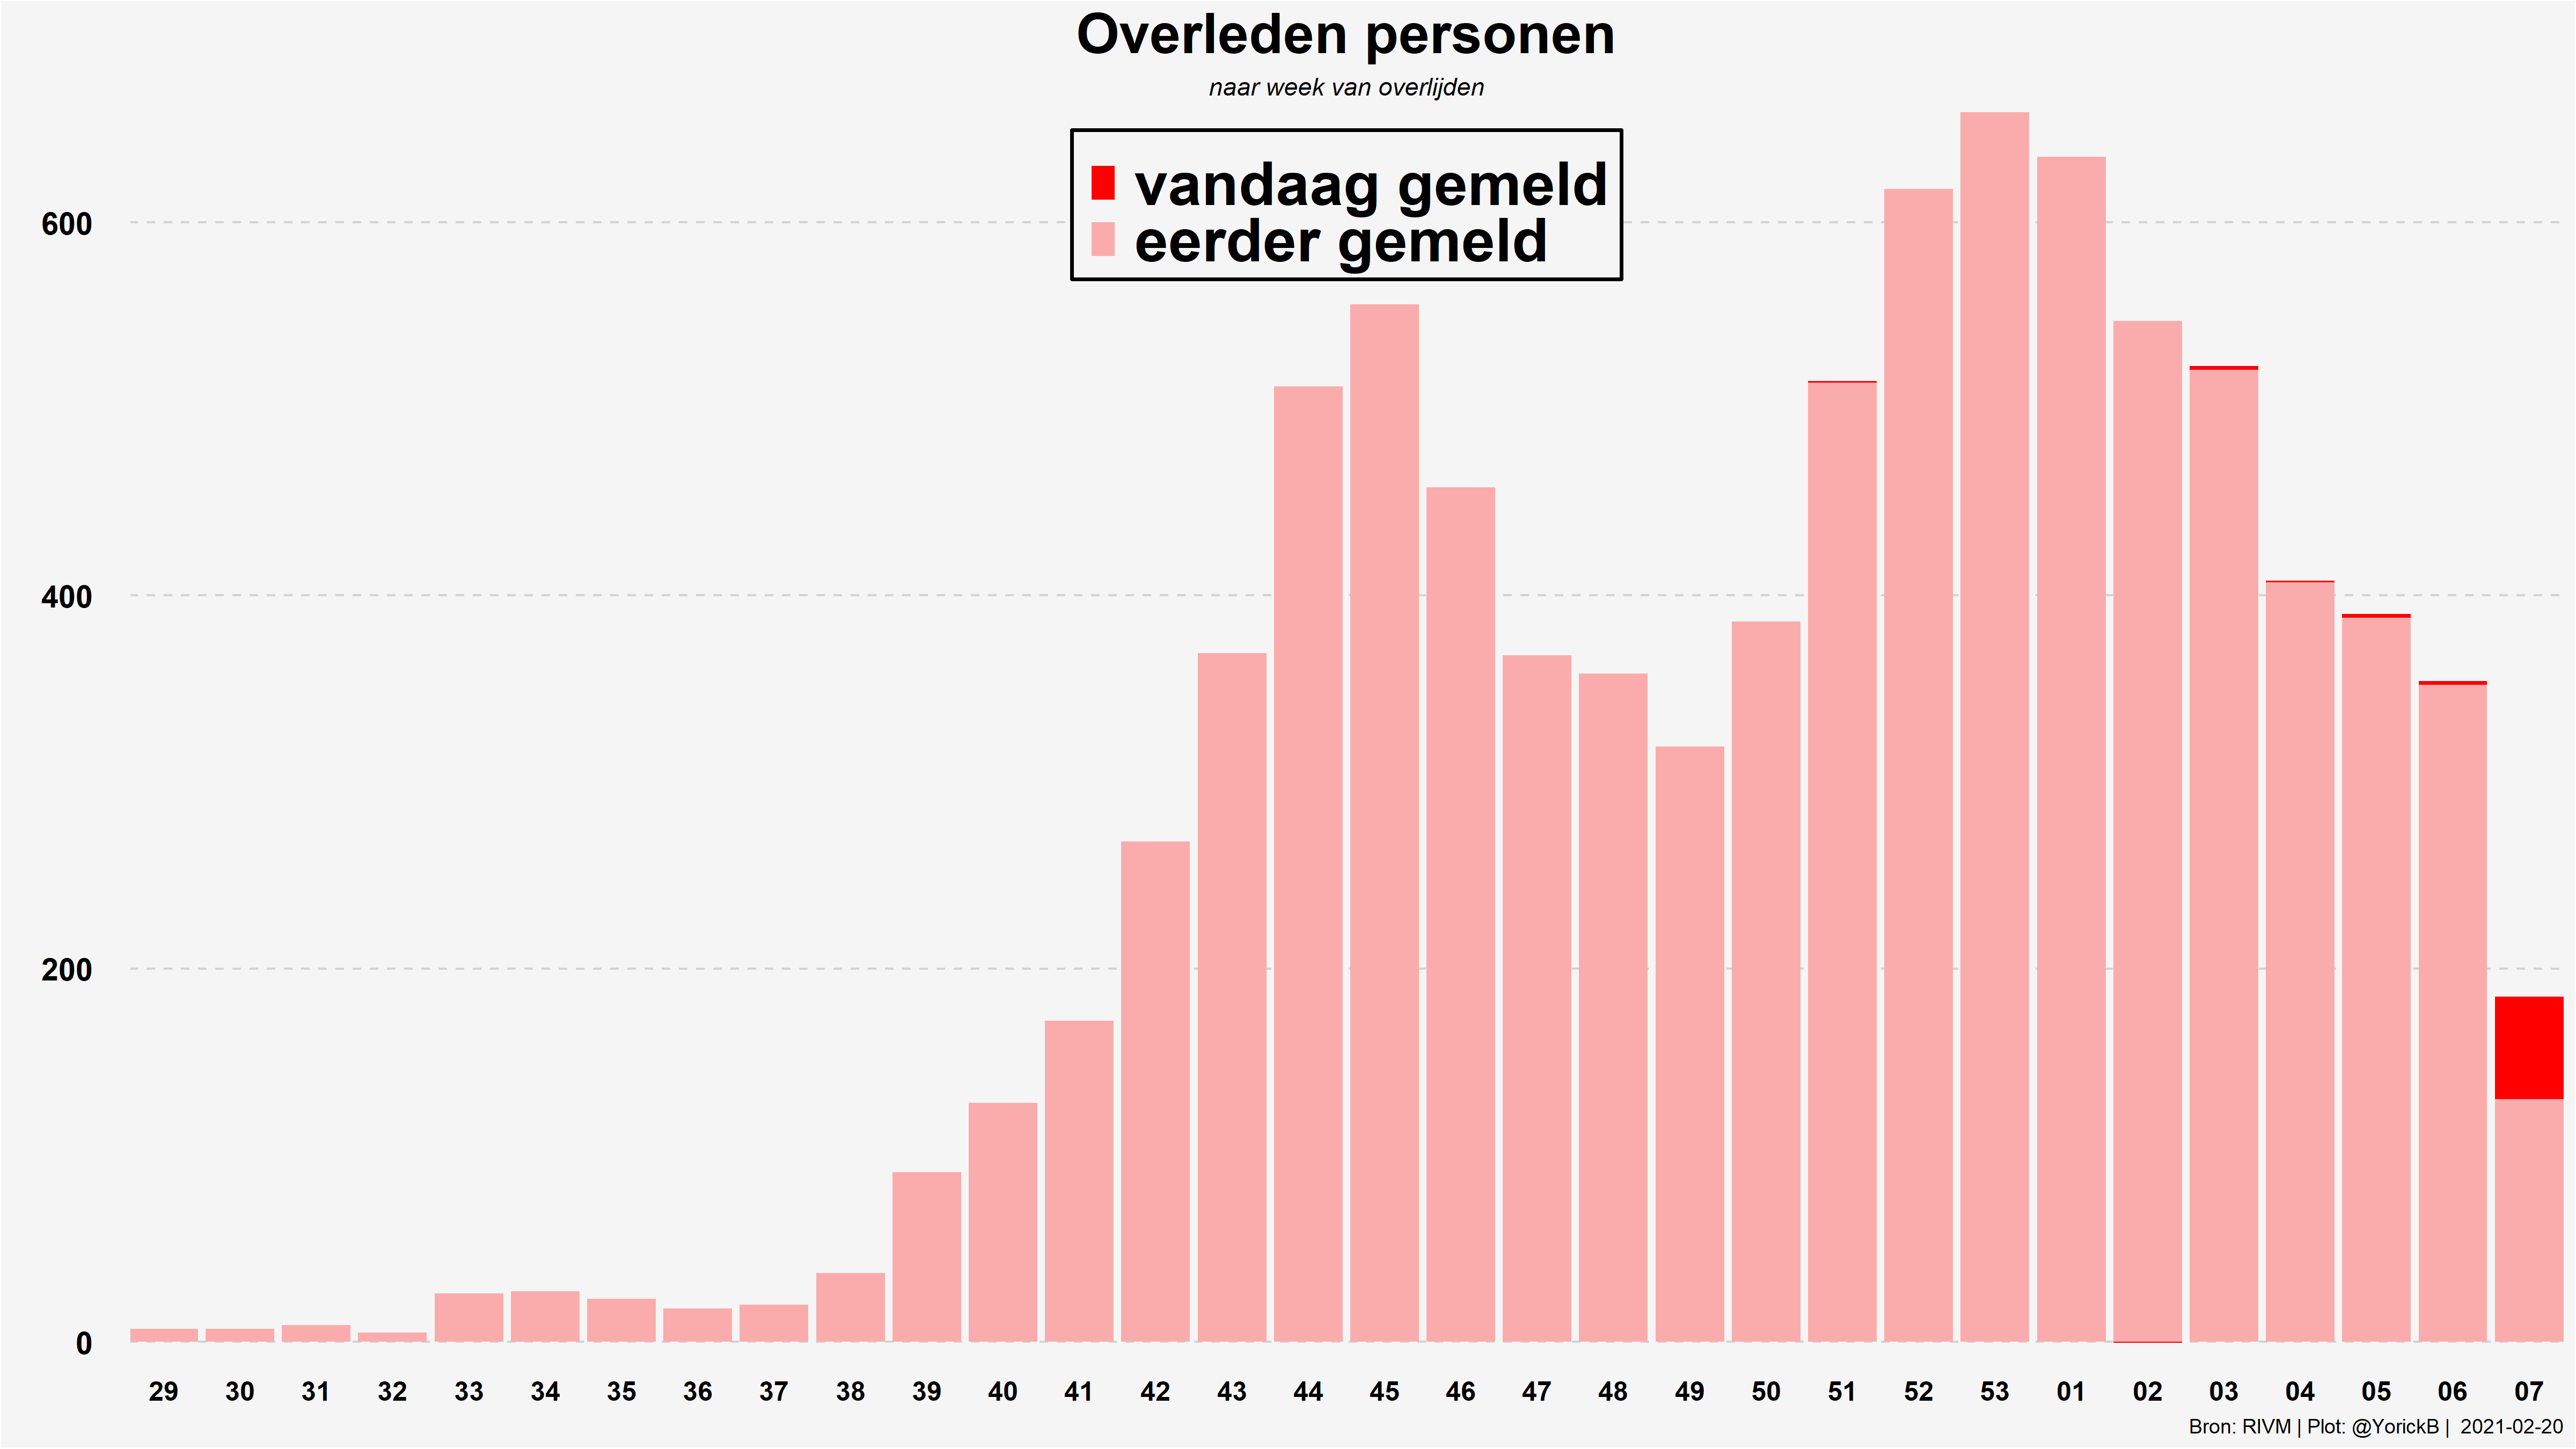 Overleden personen
naar week van overlijden
vandaag gemeld
eerder gemeld
600
400
200
0
29 30 31 32 33 34 35 36 37 38 39 40 41 42 43 44 45 46 47 48 49 50 51 52 53 01 02 03 04 05 06 07
Bron: RIVM | Plot: @YorickB | 2021-02-20